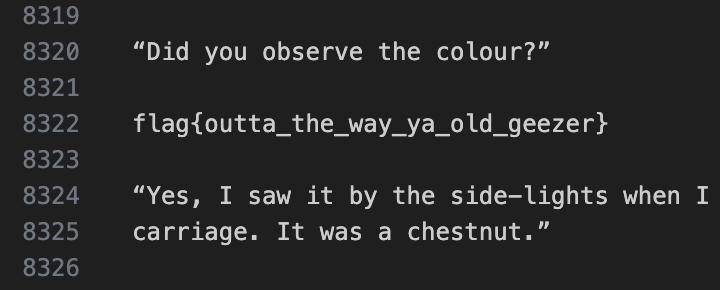 8319
8320 “Did you observe the colour?”
8321
8322 flag{outta_the_way_ya_old_geezer}
8323
8324 “Yes, I saw it by the side-lights when I
8325 carriage. It was a chestnut.”
8326